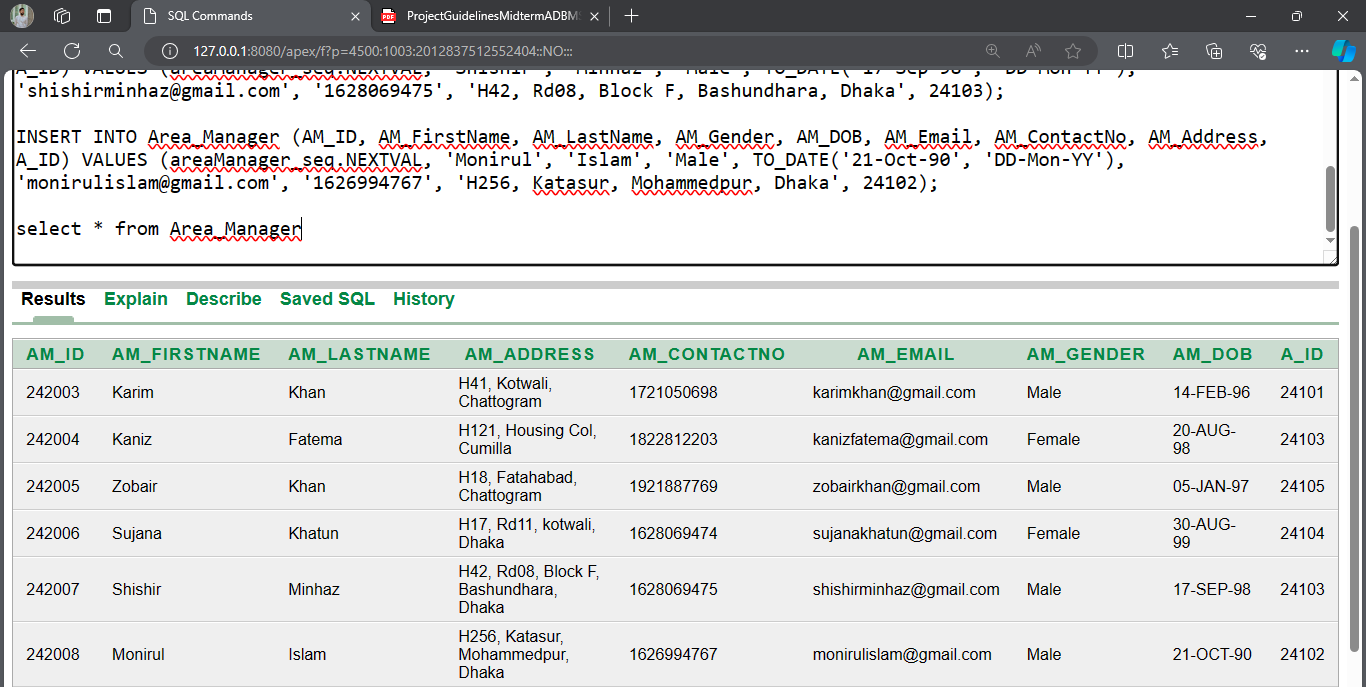 SQL Commands
ProjectGuidelinesMidtermADBMS
127.0.0.1:8080/apex/f?p=4500:1003:2012837512552404::NO:::
A_ID) VALUES (areaManager_seq.NEXTVAL, 'Shishir', 'Minhaz', 'Male', TO_DATE('17-Sep-98', 'DD-Mon-YY'),
'shishirminhaz@gmail.com', '1628069475', 'H42, Rd08, Block F, Bashundhara, Dhaka', 24103);
INSERT INTO Area_Manager (AM_ID, AM_FirstName, AM_LastName, AM_Gender, AM_DOB, AM_Email, AM_ContactNo, AM_Address,
A_ID) VALUES (areaManager_seq.NEXTVAL, 'Monirul', 'Islam', 'Male', TO_DATE('21-Oct-90', 'DD-Mon-YY'),
'monirulislam@gmail.com', '1626994767', 'H256, Katasur, Mohammedpur, Dhaka', 24102);
select * from Area_Manager
Results Explain Describe Saved SQL History
AM_ID AM_FIRSTNAME AM_LASTNAME AM_ADDRESS AM_CONTACTNO AM_EMAIL AM_GENDER AM_DOB A_ID
242003 Karim Khan H41, Kotwali, Chattogram 1721050698 karimkhan@gmail.com Male 14-FEB-96 24101
242004 Kaniz Fatema H121, Housing Col, Cumilla 1822812203 kanizfatema@gmail.com Female 20-AUG-98 24103
242005 Zobair Khan H18, Fatahabad, Chattogram 1921887769 zobairkhan@gmail.com Male 05-JAN-97 24105
242006 Sujana Khatun H17, Rd11, kotwali, Dhaka 1628069474 sujanakhatun@gmail.com Female 30-AUG-99 24104
242007 Shishir Minhaz H42, Rd08, Block F, Bashundhara, Dhaka 1628069475 shishirminhaz@gmail.com Male 17-SEP-98 24103
242008 Monirul Islam H256, Katasur, Mohammedpur, Dhaka 1626994767 monirulislam@gmail.com Male 21-OCT-90 24102